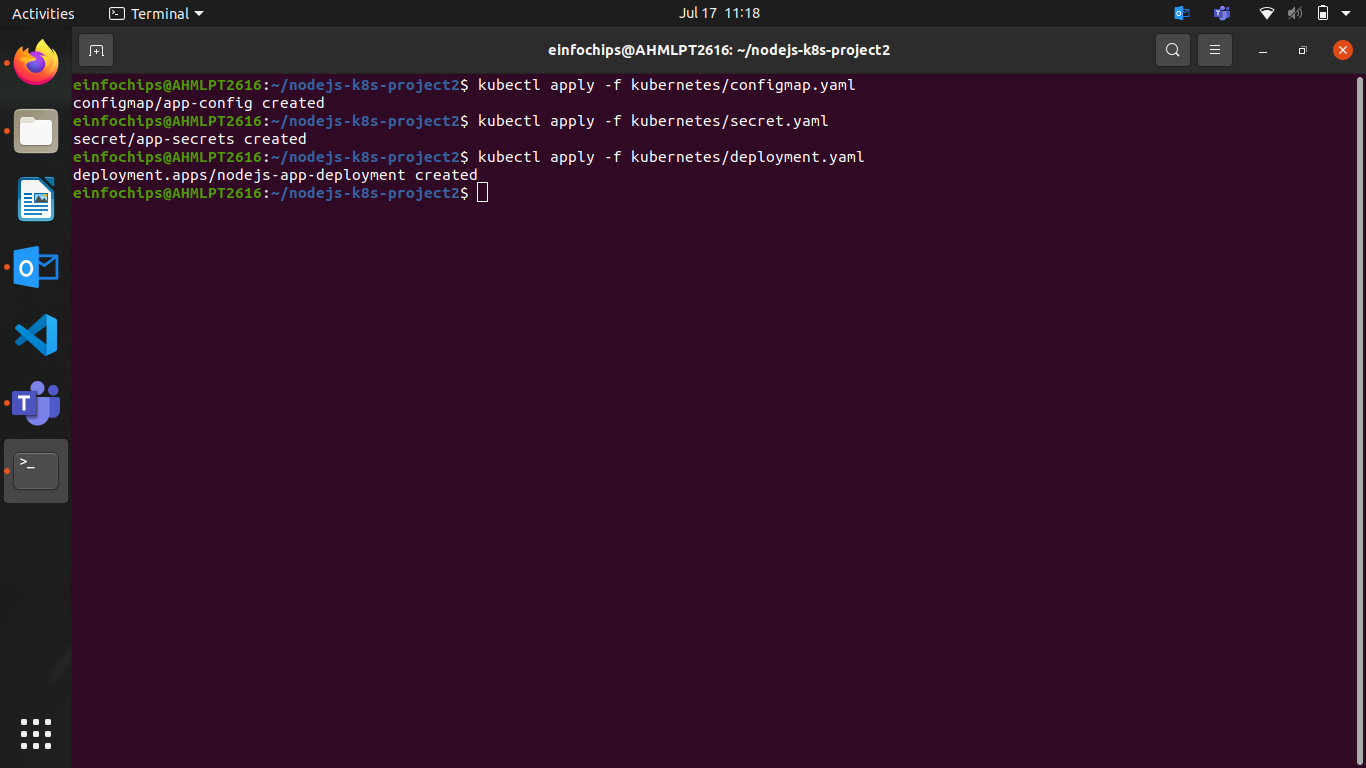 Activities
Terminal
Jul 17 11:18
einfochips@AHMLPT2616: ~/nodejs-k8s-project2
einfochips@AHMLPT2616:~/nodejs-k8s-project2$ kubectl apply -f kubernetes/configmap.yaml
configmap/app-config created
einfochips@AHMLPT2616:~/nodejs-k8s-project2$ kubectl apply -f kubernetes/secret.yaml
secret/app-secrets created
einfochips@AHMLPT2616:~/nodejs-k8s-project2$ kubectl apply -f kubernetes/deployment.yaml
deployment.apps/nodejs-app-deployment created
einfochips@AHMLPT2616:~/nodejs-k8s-project2$